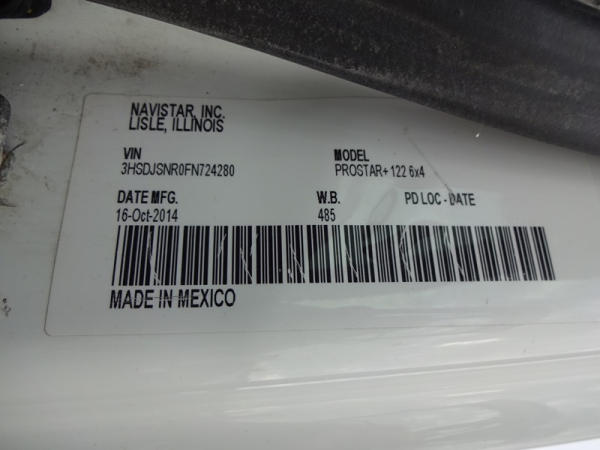 NAVISTAR, INC.
LISLE, ILLINOIS
VIN MODEL
3HSDJSNR0FN724280 PROSTAR+ 122 6x4
DATE MFG. W.B. PD LOC - DATE
16-Oct-2014 485
MADE IN MEXICO